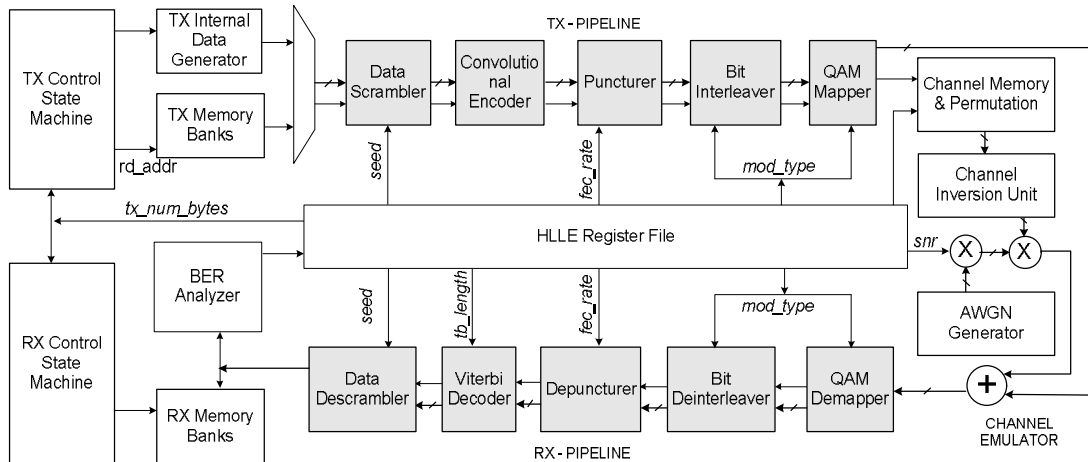 TX - PIPELINE
TX Control
State
Machine
TX Internal
Data
Generator
TX Memory
Banks
rd_addr
Data
Scrambler
Convolutio
nal
Encoder
Puncturer
Bit
Interleaver
QAM
Mapper
Channel Memory
& Permutation
Channel
Inversion Unit
seed
fec_rate
mod_type
tx_num_bytes
HLLE Register File
snr
X
X
AWGN
Generator
BER
Analyzer
RX Control
State
Machine
RX Memory
Banks
seed
tb_length
fec_rate
mod_type
Data
Descrambler
Viterbi
Decoder
Depuncturer
Bit
Deinterleaver
QAM
Demapper
+
CHANNEL
EMULATOR
RX - PIPELINE